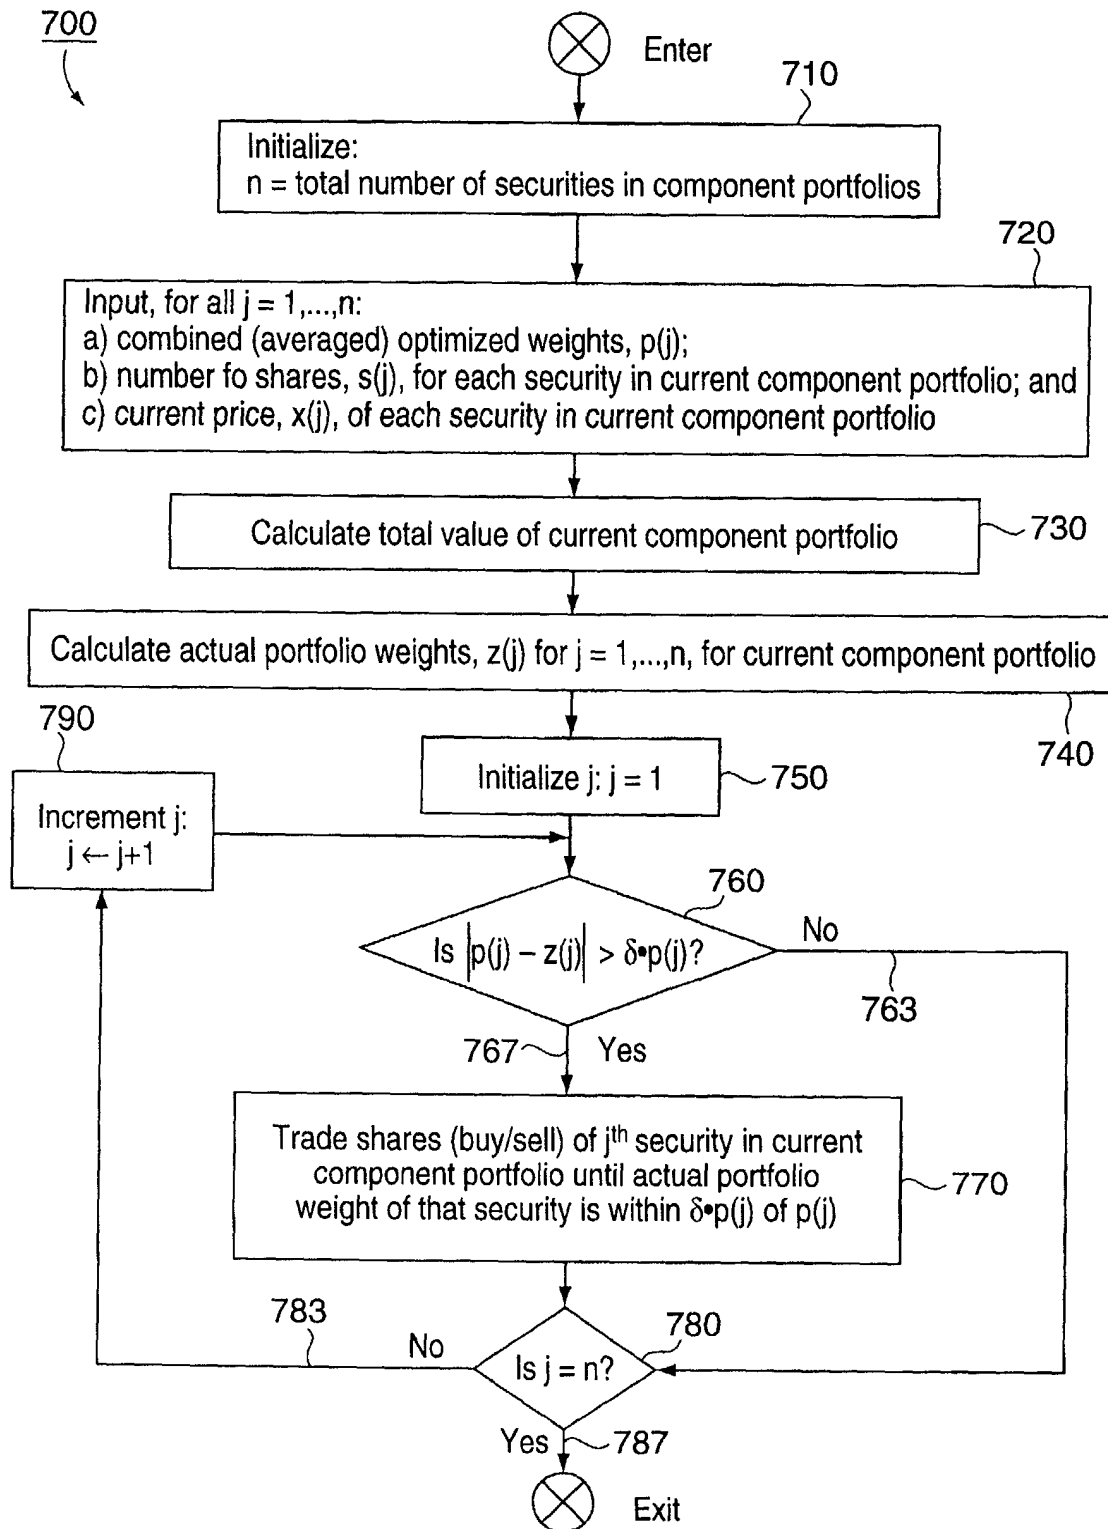 700
Enter
710
Initialize:
n = total number of securities in component portfolios
720
Input, for all j = 1,...,n:
a) combined (averaged) optimized weights, p(j);
b) number fo shares, s(j), for each security in current component portfolio; and
c) current price, x(j), of each security in current component portfolio
Calculate total value of current component portfolio
730
Calculate actual portfolio weights, z(j) for j = 1,...,n, for current component portfolio
740
790
Initialize j: j = 1
750
Increment j:
j ← j+1
760
Is |p(j) – z(j)| > δ•p(j)?
No
763
767
Yes
Trade shares (buy/sell) of jth security in current
component portfolio until actual portfolio
weight of that security is within δ•p(j) of p(j)
770
783
No
780
Is j = n?
Yes
787
Exit